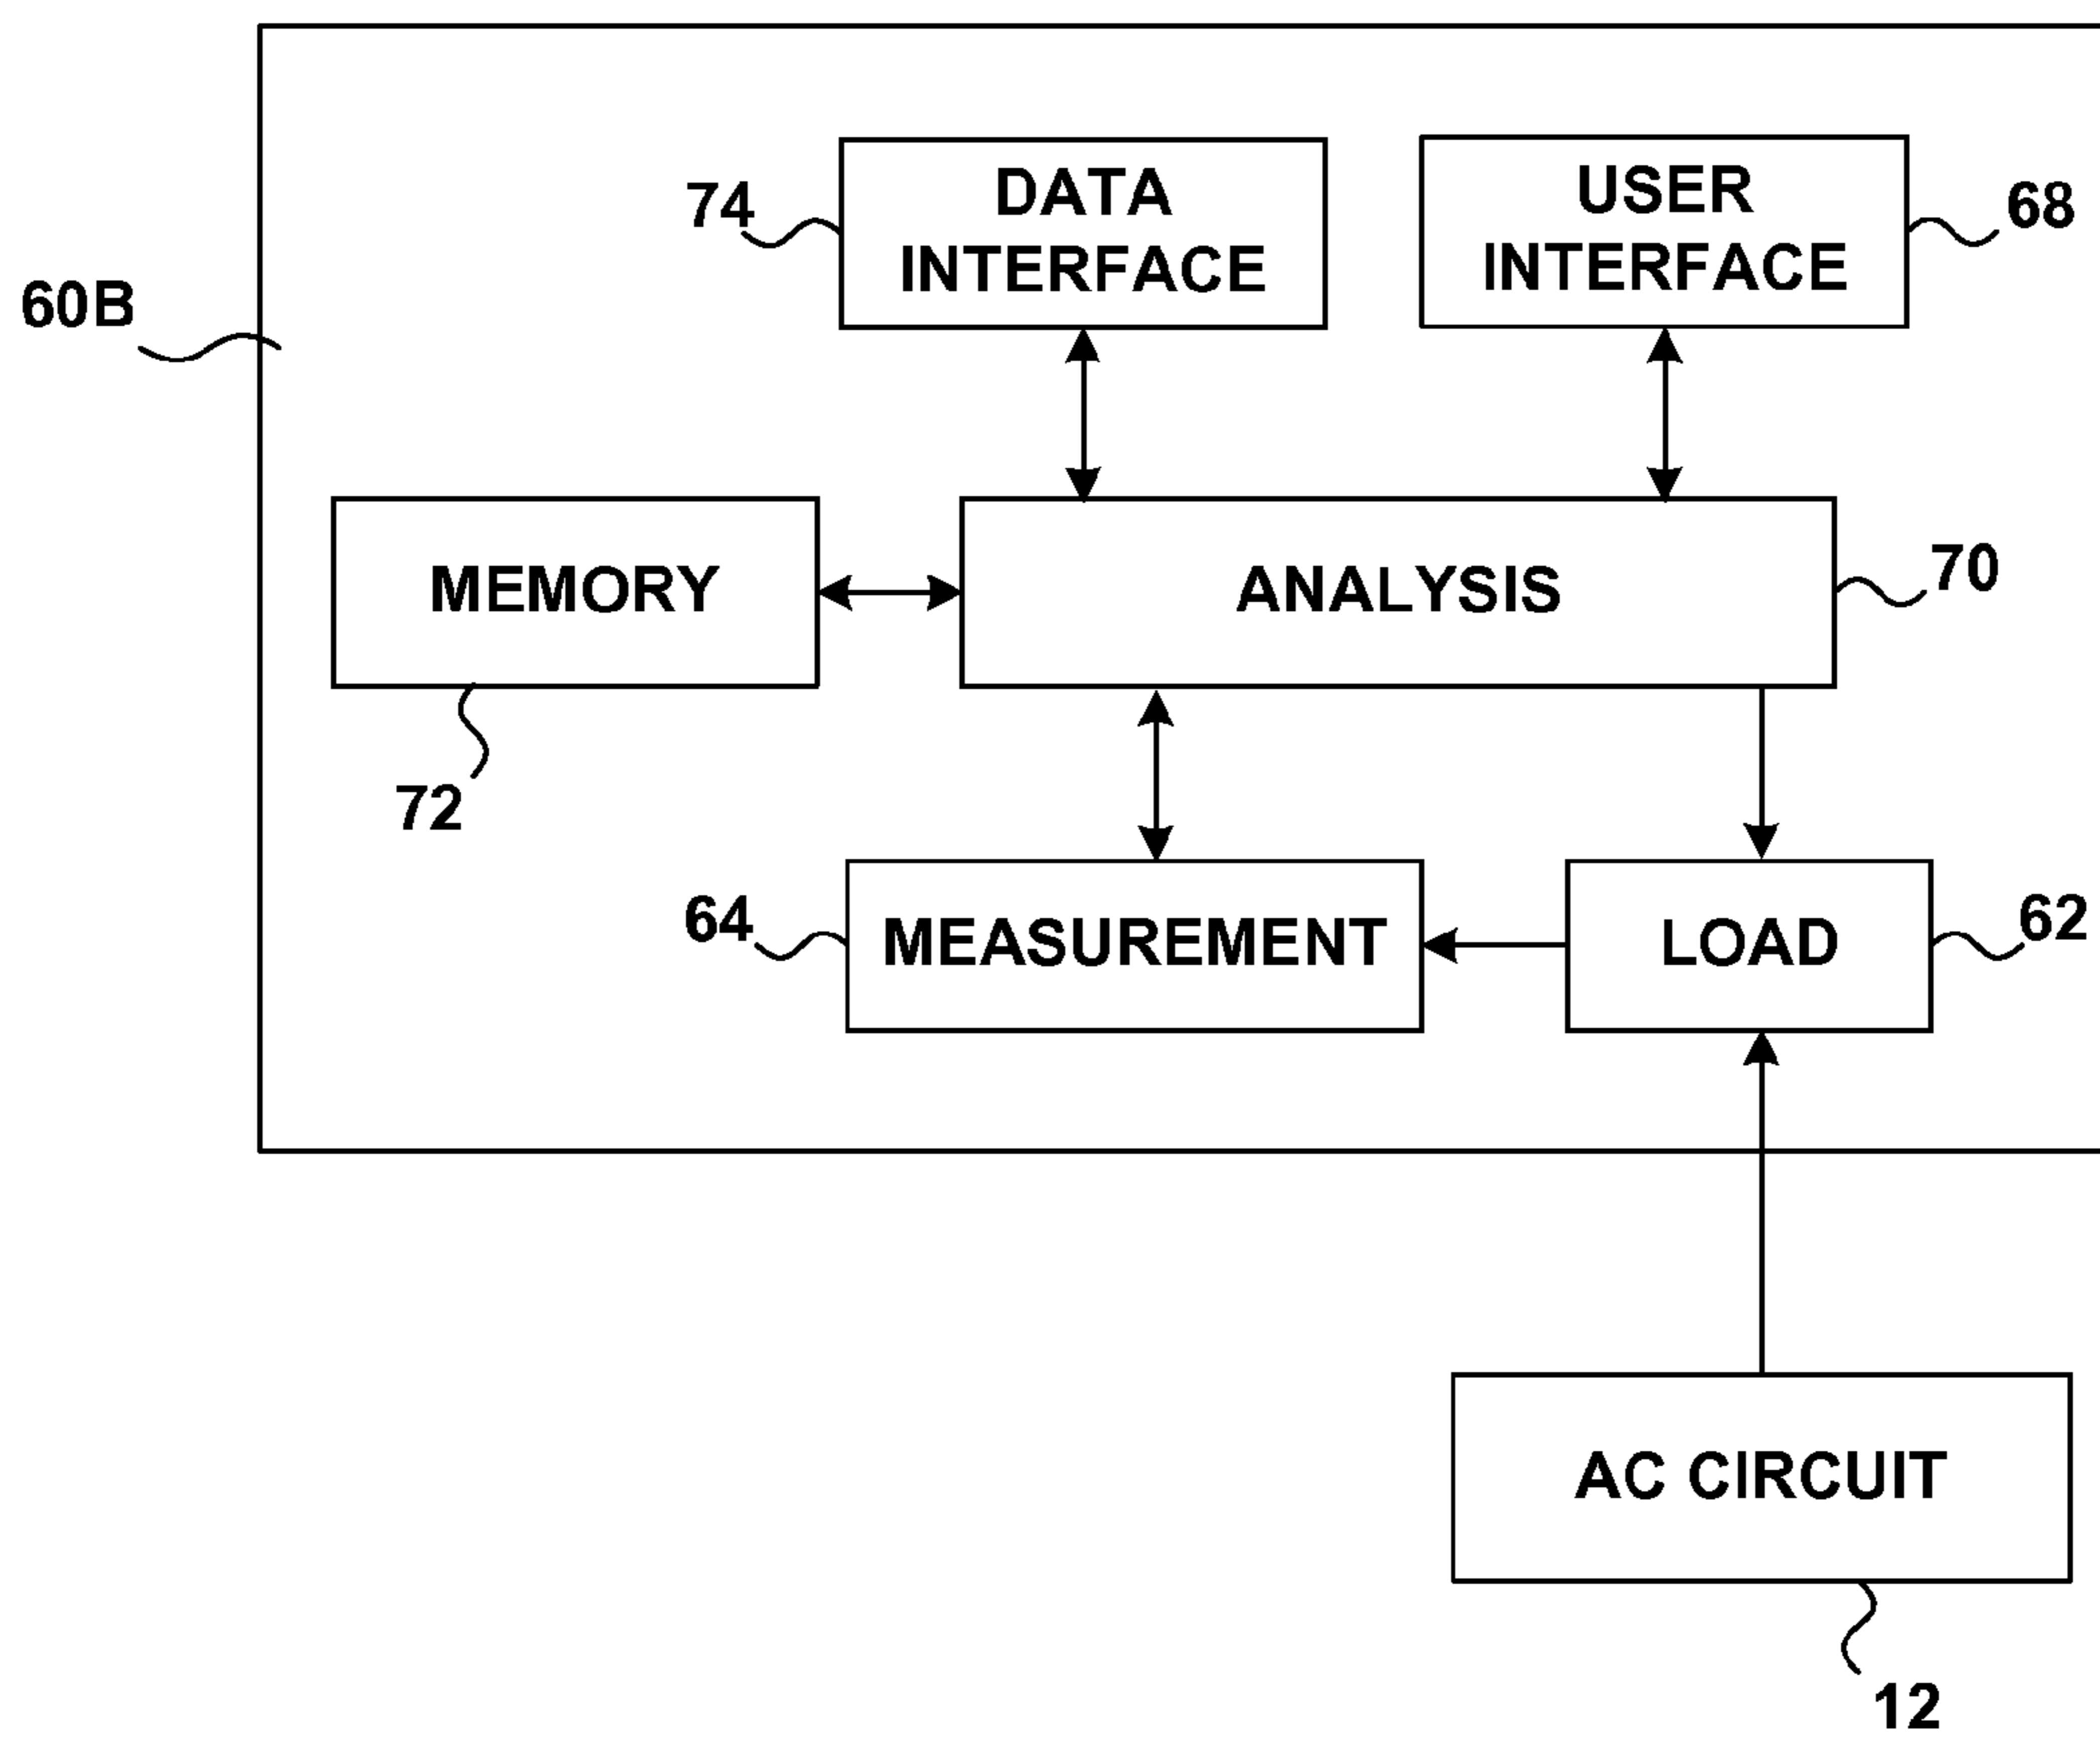 DATA
INTERFACE
74
USER
INTERFACE
68
60B
MEMORY
72
ANALYSIS
70
MEASUREMENT
64
LOAD
62
AC CIRCUIT
12